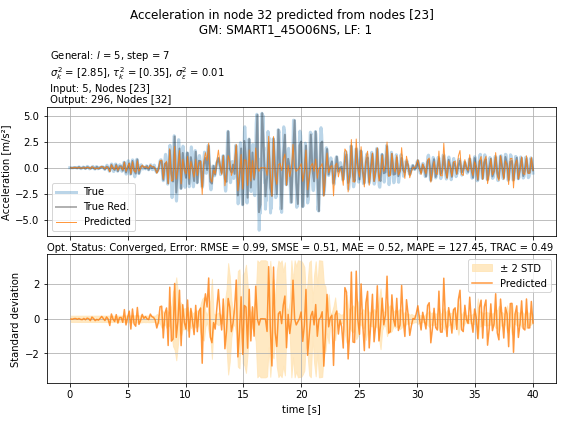 Acceleration in node 32 predicted from nodes [23]
GM: SMART1_45O06NS, LF: 1
General: l = 5, step = 7
σ²ₖ = [2.85], τ²ₖ = [0.35], σ²ε = 0.01
Input: 5, Nodes [23]
Output: 296, Nodes [32]
Acceleration [m/s²]
5.0
2.5
0.0
−2.5
−5.0
True
True Red.
Predicted
Opt. Status: Converged, Error: RMSE = 0.99, SMSE = 0.51, MAE = 0.52, MAPE = 127.45, TRAC = 0.49
Standard deviation
2
0
−2
± 2 STD
Predicted
0 5 10 15 20 25 30 35 40
time [s]